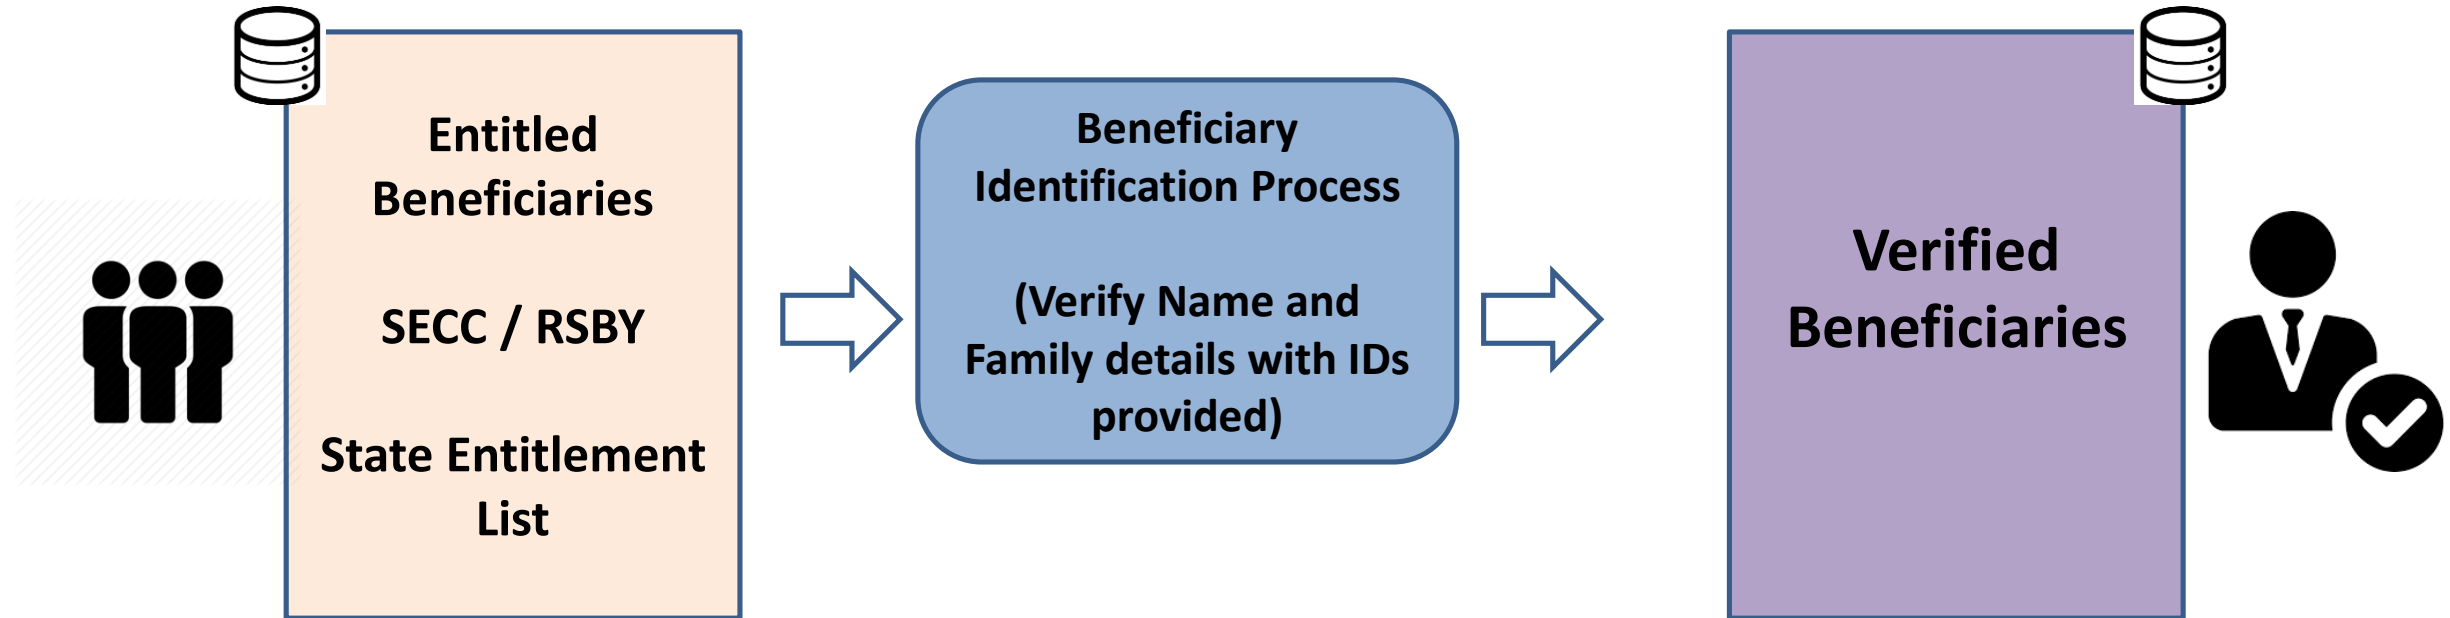 Entitled
Beneficiaries
SECC / RSBY
State Entitlement
List
Beneficiary
Identification Process
(Verify Name and
Family details with IDs
provided)
Verified
Beneficiaries